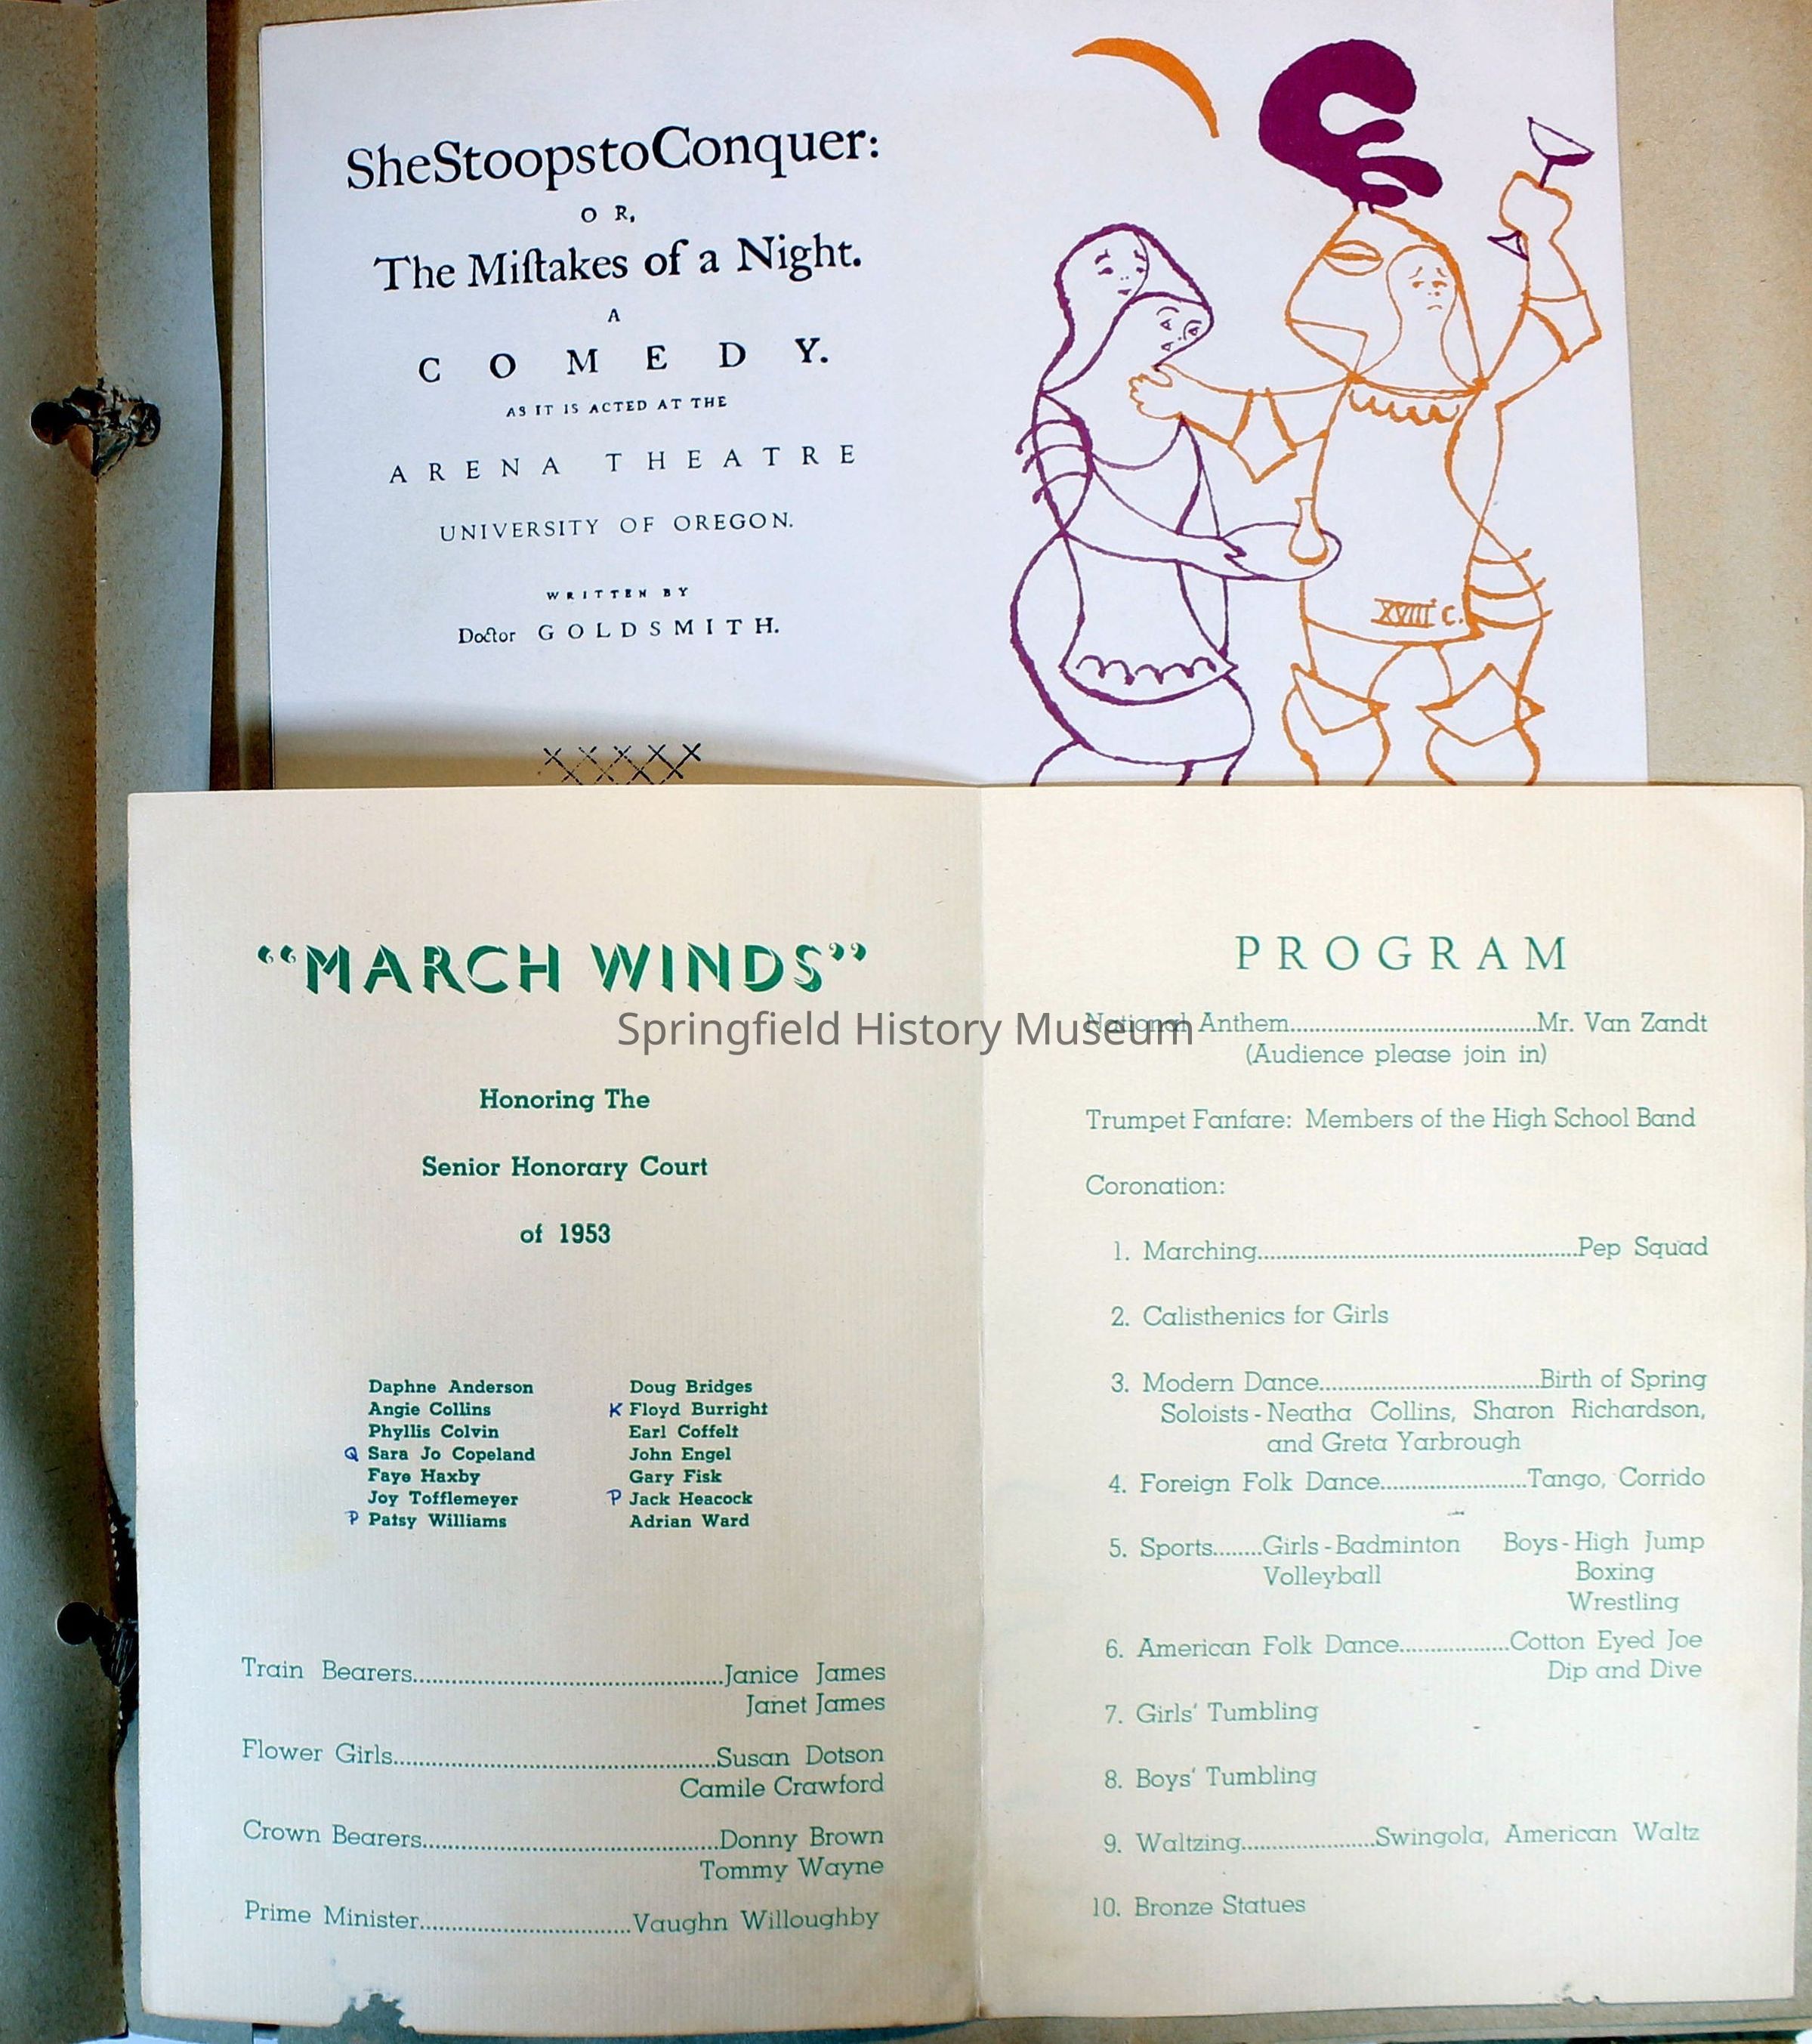 SheStoopstoConquer:
OR,
The Miſtakes of a Night.
A
COMEDY.
AS IT IS ACTED AT THE
ARENA THEATRE
UNIVERSITY OF OREGON.
WRITTEN BY
Doctor GOLDSMITH.
XVIII C.
"MARCH WINDS"
Springfield History Museum
Honoring The
Senior Honorary Court
of 1953
Daphne Anderson
Angie Collins
Phyllis Colvin
Q Sara Jo Copeland
Faye Haxby
Joy Tofflemeyer
P Patsy Williams
Doug Bridges
K Floyd Burright
Earl Coffelt
John Engel
Gary Fisk
P Jack Heacock
Adrian Ward
Train Bearers..........Janice James
Janet James
Flower Girls..........Susan Dotson
Camile Crawford
Crown Bearers..........Donny Brown
Tommy Wayne
Prime Minister..........Vaughn Willoughby
PROGRAM
National Anthem..........Mr. Van Zandt
(Audience please join in)
Trumpet Fanfare: Members of the High School Band
Coronation:
1. Marching..........Pep Squad
2. Calisthenics for Girls
3. Modern Dance..........Birth of Spring
Soloists - Neatha Collins, Sharon Richardson,
and Greta Yarbrough
4. Foreign Folk Dance..........Tango, Corrido
5. Sports........Girls - Badminton Boys - High Jump
Volleyball Boxing
Wrestling
6. American Folk Dance..........Cotton Eyed Joe
Dip and Dive
7. Girls' Tumbling
8. Boys' Tumbling
9. Waltzing..........Swingola, American Waltz
10. Bronze Statues